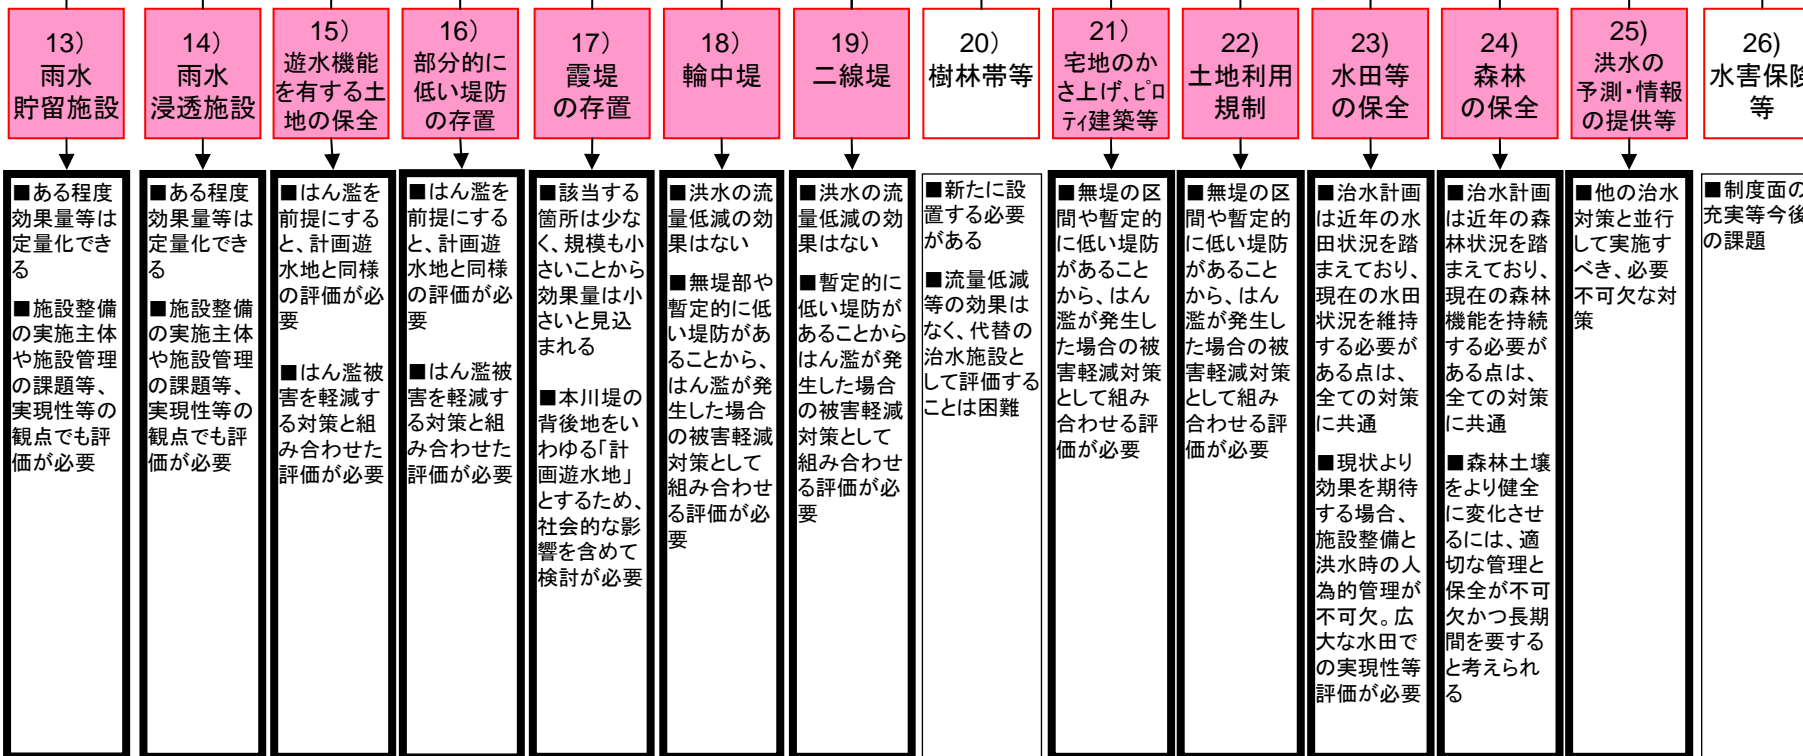 13）
雨水
貯留施設
14）
雨水
浸透施設
15）
遊水機能
を有する土
地の保全
16）
部分的に
低い堤防
の存置
17）
霞堤
の存置
18）
輪中堤
19）
二線堤
20）
樹林帯等
21）
宅地のか
さ上げ、ピロ
ティ建築等
22)
土地利用
規制
23)
水田等
の保全
24)
森林
の保全
25)
洪水の
予測・情報
の提供等
26)
水害保険
等
■ある程度
効果量等は
定量化でき
る
■施設整備
の実施主体
や施設管理
の課題等、
実現性等の
観点でも評
価が必要
■ある程度
効果量等は
定量化でき
る
■施設整備
の実施主体
や施設管理
の課題等、
実現性等の
観点でも評
価が必要
■はん濫を
前提にする
と、計画遊
水地と同様
の評価が必
要
■はん濫被
害を軽減す
る対策と組
み合わせた
評価が必要
■はん濫を
前提にする
と、計画遊
水地と同様
の評価が必
要
■はん濫被
害を軽減す
る対策と組
み合わせた
評価が必要
■該当する
箇所は少な
く、規模も小
さいことから
効果量は小
さいと見込
まれる
■本川堤の
背後地をい
わゆる「計
画遊水地」
とするため、
社会的な影
響を含めて
検討が必要
■洪水の流
量低減の効
果はない
■無堤部や
暫定的に低
い堤防があ
ることから、
はん濫が発
生した場合
の被害軽減
対策として
組み合わせ
る評価が必
要
■洪水の流
量低減の効
果はない
■暫定的に
低い堤防が
あることから
はん濫が発
生した場合
の被害軽減
対策として
組み合わせ
る評価が必
要
■新たに設
置する必要
がある
■流量低減
等の効果は
なく、代替の
治水施設と
して評価する
ことは困難
■無堤の区
間や暫定的
に低い堤防
があること
から、はん
濫が発生し
た場合の被
害軽減対策
として組み
合わせる評
価が必要
■無堤の区
間や暫定的
に低い堤防
があること
から、はん
濫が発生し
た場合の被
害軽減対策
として組み
合わせる評
価が必要
■治水計画
は近年の水
田状況を踏
まえており、
現在の水田
状況を維持
する必要が
ある点は、
全ての対策
に共通
■現状より
効果を期待
する場合、
施設整備と
洪水時の人
為的管理が
不可欠。広
大な水田で
の実現性等
評価が必要
■治水計画
は近年の森
林状況を踏
まえており、
現在の森林
機能を持続
する必要が
ある点は、
全ての対策
に共通
■森林土壌
をより健全
に変化させ
るには、適
切な管理と
保全が不可
欠かつ長期
間を要する
と考えられ
る
■他の治水
対策と並行
して実施す
べき、必要
不可欠な対
策
■制度面の
充実等今後
の課題